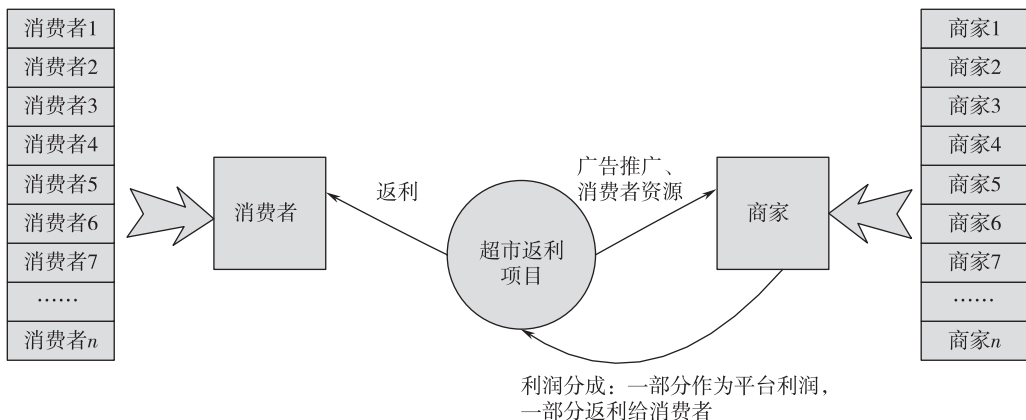 消费者1
消费者2
消费者3
消费者4
消费者5
消费者6
消费者7
……
消费者n
消费者
返利
超市返利
项目
广告推广、
消费者资源
商家
利润分成：一部分作为平台利润，
一部分返利给消费者
商家1
商家2
商家3
商家4
商家5
商家6
商家7
……
商家n